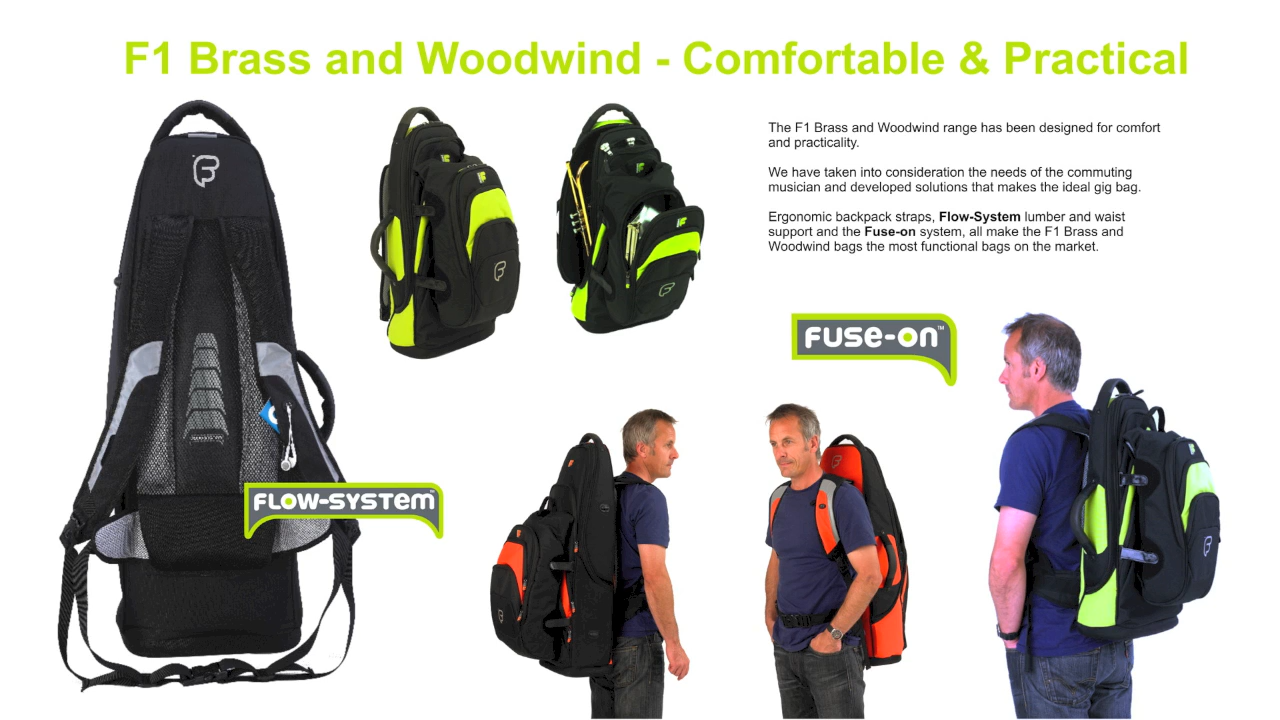 F1 Brass and Woodwind - Comfortable & Practical
The F1 Brass and Woodwind range has been designed for comfort
and practicality.
We have taken into consideration the needs of the commuting
musician and developed solutions that makes the ideal gig bag.
Ergonomic backpack straps, Flow-System lumber and waist
support and the Fuse-on system, all make the F1 Brass and
Woodwind bags the most functional bags on the market.
FUSE-ON™
FLOW-SYSTEM™